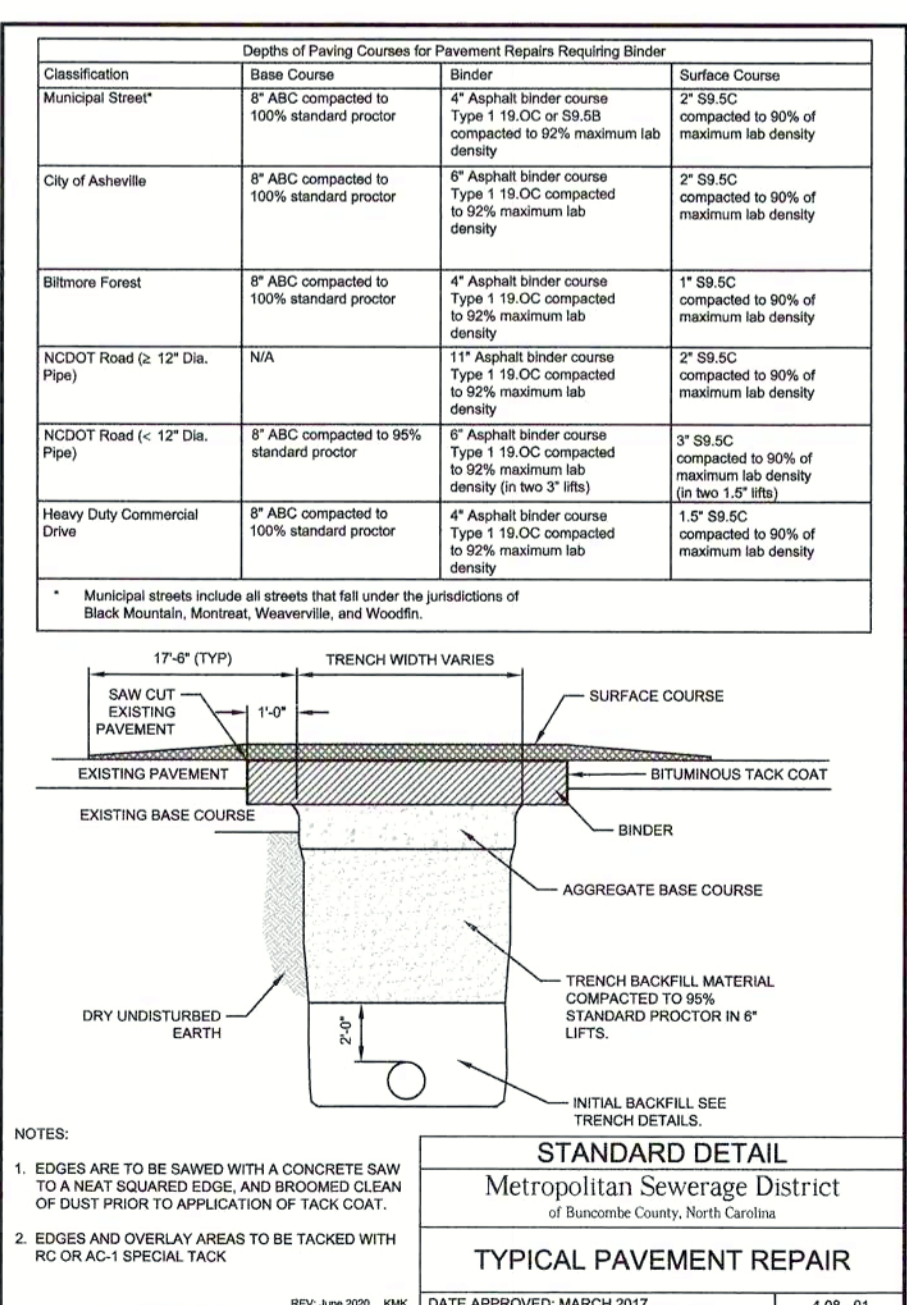 Depths of Paving Courses for Pavement Repairs Requiring Binder
Classification Base Course Binder Surface Course
Municipal Street* 8" ABC compacted to 100% standard proctor 4" Asphalt binder course Type 1 19.OC or S9.5B compacted to 92% maximum lab density 2" S9.5C compacted to 90% of maximum lab density
City of Asheville 8" ABC compacted to 100% standard proctor 6" Asphalt binder course Type 1 19.OC compacted to 92% maximum lab density 2" S9.5C compacted to 90% of maximum lab density
Biltmore Forest 8" ABC compacted to 100% standard proctor 4" Asphalt binder course Type 1 19.OC compacted to 92% maximum lab density 1" S9.5C compacted to 90% of maximum lab density
NCDOT Road (≥ 12" Dia. Pipe) N/A 11" Asphalt binder course Type 1 19.OC compacted to 92% maximum lab density 2" S9.5C compacted to 90% of maximum lab density
NCDOT Road (< 12" Dia. Pipe) 8" ABC compacted to 95% standard proctor 6" Asphalt binder course Type 1 19.OC compacted to 92% maximum lab density (in two 3" lifts) 3" S9.5C compacted to 90% of maximum lab density (in two 1.5" lifts)
Heavy Duty Commercial Drive 8" ABC compacted to 100% standard proctor 4" Asphalt binder course Type 1 19.OC compacted to 92% maximum lab density 1.5" S9.5C compacted to 90% of maximum lab density
* Municipal streets include all streets that fall under the jurisdictions of
Black Mountain, Montreat, Weaverville, and Woodfin.
17'-6" (TYP)
TRENCH WIDTH VARIES
SAW CUT
EXISTING
PAVEMENT
1'-0"
SURFACE COURSE
EXISTING PAVEMENT
BITUMINOUS TACK COAT
EXISTING BASE COURSE
BINDER
AGGREGATE BASE COURSE
TRENCH BACKFILL MATERIAL
COMPACTED TO 95%
STANDARD PROCTOR IN 6"
LIFTS.
DRY UNDISTURBED
EARTH
2'-0"
INITIAL BACKFILL SEE
TRENCH DETAILS.
NOTES:
1. EDGES ARE TO BE SAWED WITH A CONCRETE SAW
TO A NEAT SQUARED EDGE, AND BROOMED CLEAN
OF DUST PRIOR TO APPLICATION OF TACK COAT.
2. EDGES AND OVERLAY AREAS TO BE TACKED WITH
RC OR AC-1 SPECIAL TACK
REV: June 2020 KMK
STANDARD DETAIL
Metropolitan Sewerage District
of Buncombe County, North Carolina
TYPICAL PAVEMENT REPAIR
DATE APPROVED: MARCH 2017
4.08 - 01